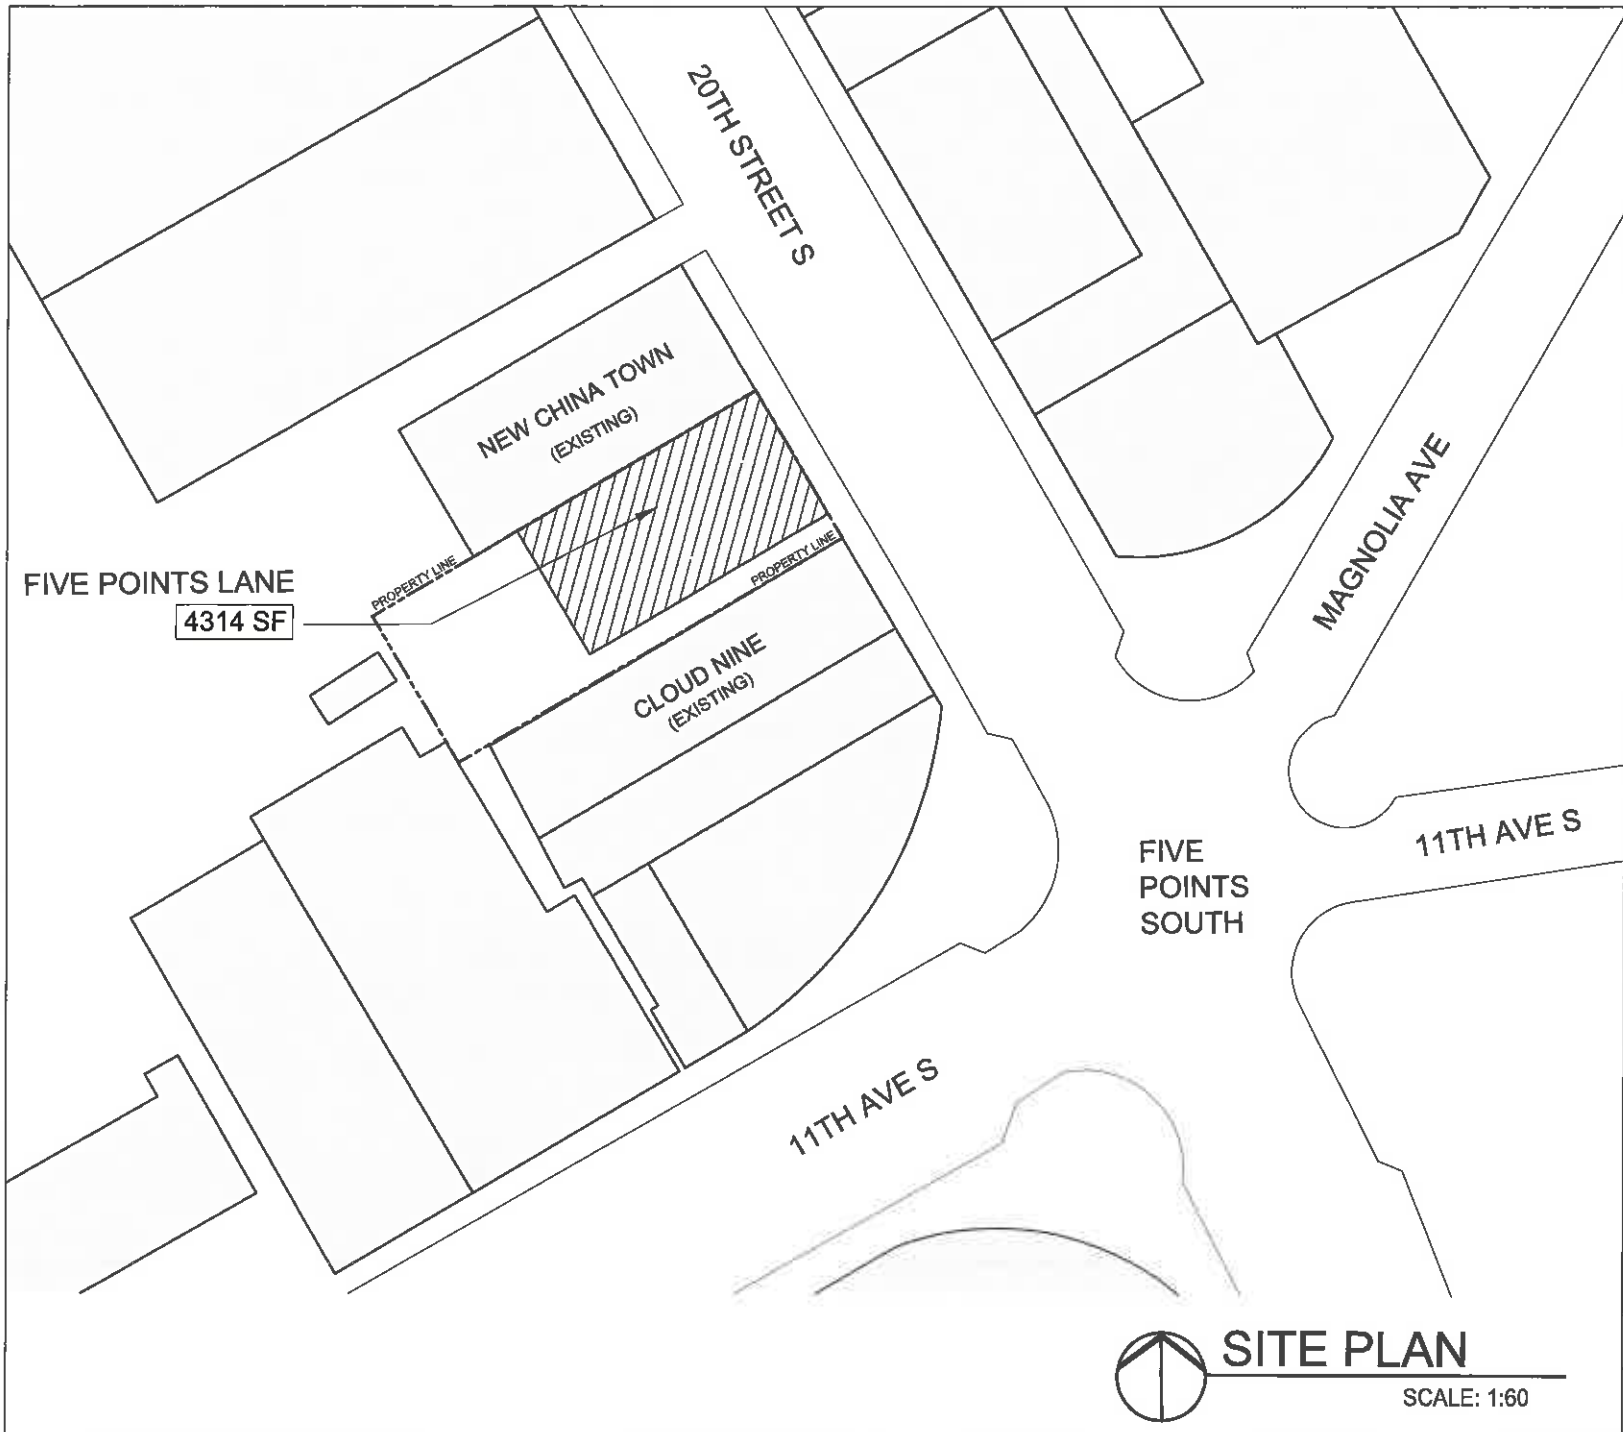 20TH STREET S
NEW CHINA TOWN
(EXISTING)
MAGNOLIA AVE
PROPERTY LINE
PROPERTY LINE
FIVE POINTS LANE
4314 SF
CLOUD NINE
(EXISTING)
11TH AVE S
FIVE
POINTS
SOUTH
11TH AVE S
SITE PLAN
SCALE: 1:60